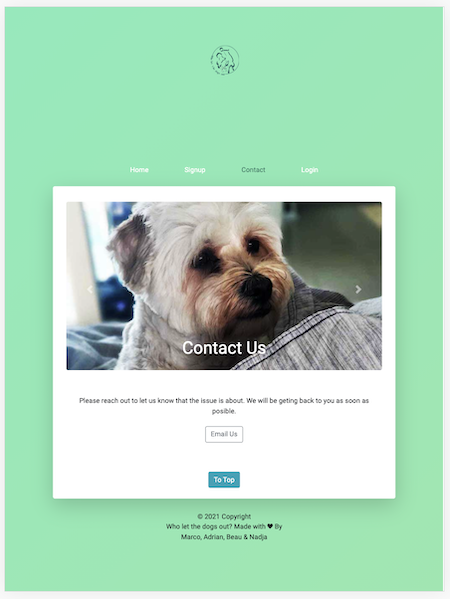 Home Signup Contact Login
Contact Us
Please reach out to let us know that the issue is about. We will be geting back to you as soon as
posible.
Email Us
To Top
© 2021 Copyright
Who let the dogs out? Made with ♥ By
Marco, Adrian, Beau & Nadja